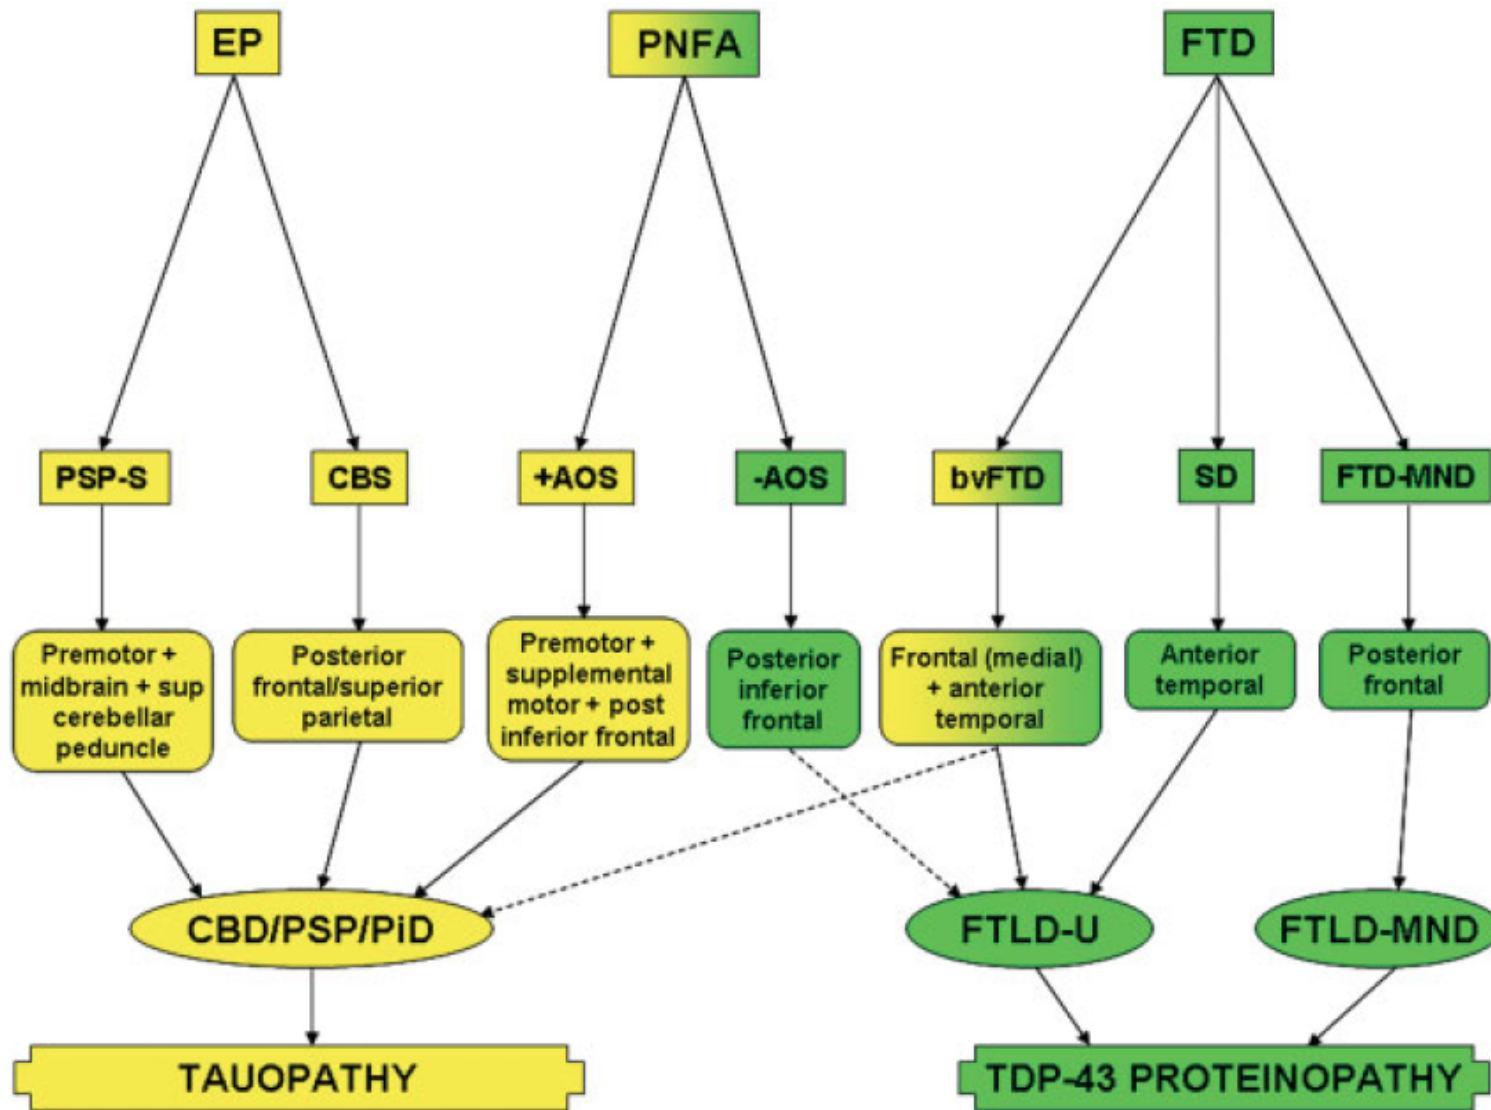 EP
PNFA
FTD
PSP-S
CBS
+AOS
-AOS
bvFTD
SD
FTD-MND
Premotor +
midbrain + sup
cerebellar
peduncle
Posterior
frontal/superior
parietal
Premotor +
supplemental
motor + post
inferior frontal
Posterior
inferior
frontal
Frontal (medial)
+ anterior
temporal
Anterior
temporal
Posterior
frontal
CBD/PSP/PiD
FTLD-U
FTLD-MND
TAUOPATHY
TDP-43 PROTEINOPATHY